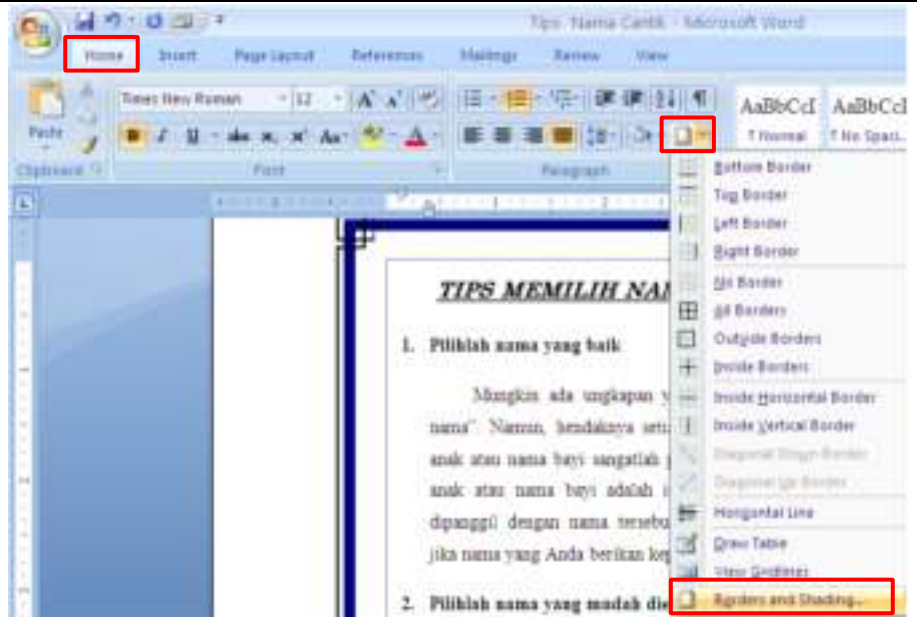 Tips Nama Cantik - Microsoft Word
Home Insert Page Layout References Mailings Review View
Times New Roman 12
Paste
AaBbCcI AaBbCcI
¶ Normal ¶ No Spaci...
Clipboard Font Paragraph
Bottom Border
Top Border
Left Border
Right Border
No Border
All Borders
Outside Borders
Inside Borders
Inside Horizontal Border
Inside Vertical Border
Diagonal Down Border
Diagonal Up Border
Horizontal Line
Draw Table
View Gridlines
Borders and Shading...
TIPS MEMILIH NA
1. Pilihlah nama yang baik
Mungkin ada ungkapan
nama". Namun, hendaknya
anak atau nama bayi sangatlah
anak atau nama bayi adalah
dipanggil dengan nama tersebu
jika nama yang Anda berikan kep
2. Pilihlah nama yang mudah die